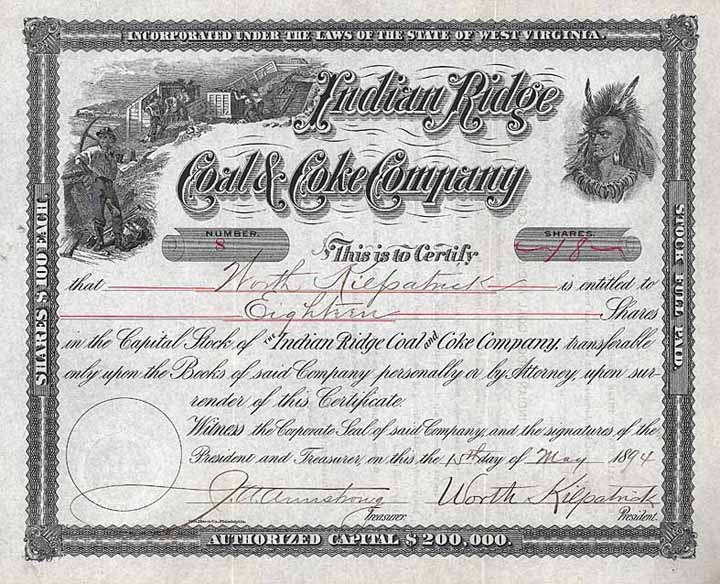 INCORPORATED UNDER THE LAWS OF THE STATE OF WEST VIRGINIA.
Indian Ridge
Coal & Coke Company
NUMBER.
8
SHARES.
18
This is to Certify
that Worth Kilpatrick is entitled to
Eighteen Shares
in the Capital Stock of THE Indian Ridge Coal and Coke Company, transferable
only upon the Books of said Company personally or by Attorney, upon sur-
render of this Certificate.
Witness the Corporate Seal of said Company, and the signatures of the
President and Treasurer, on this the 15th day of May 1894
J. A. Armstrong
Treasurer.
Worth Kilpatrick
President.
AUTHORIZED CAPITAL $200,000.
SHARES $100 EACH
STOCK FULL PAID.